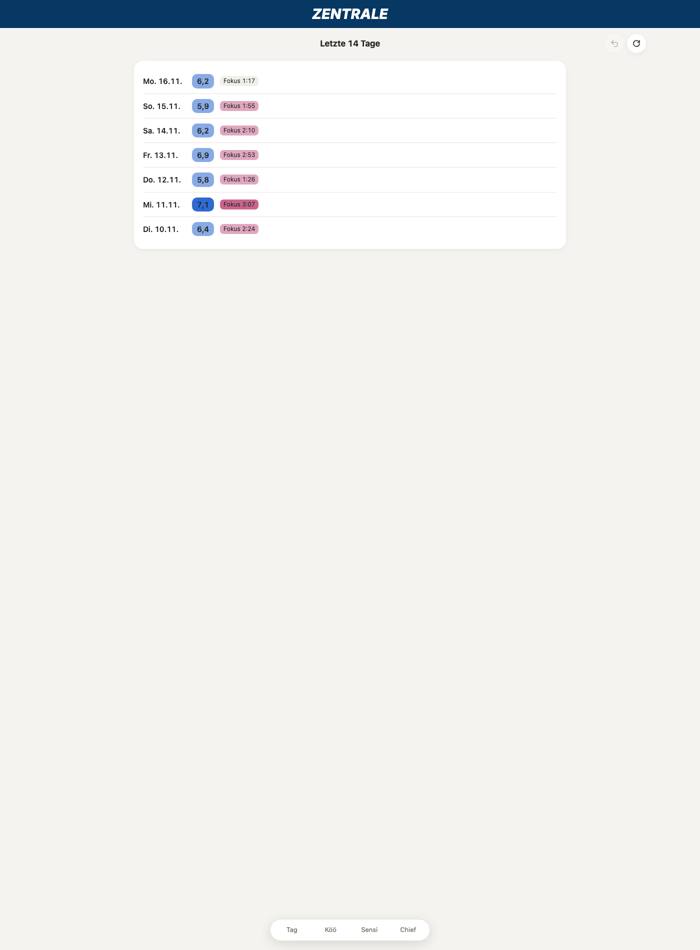 ZENTRALE
Letzte 14 Tage
Mo. 16.11. 6,2 Fokus 1:17
So. 15.11. 5,9 Fokus 1:55
Sa. 14.11. 6,2 Fokus 2:10
Fr. 13.11. 6,9 Fokus 2:53
Do. 12.11. 5,8 Fokus 1:26
Mi. 11.11. 7,1 Fokus 3:07
Di. 10.11. 6,4 Fokus 2:24
Tag Köö Sensi Chief